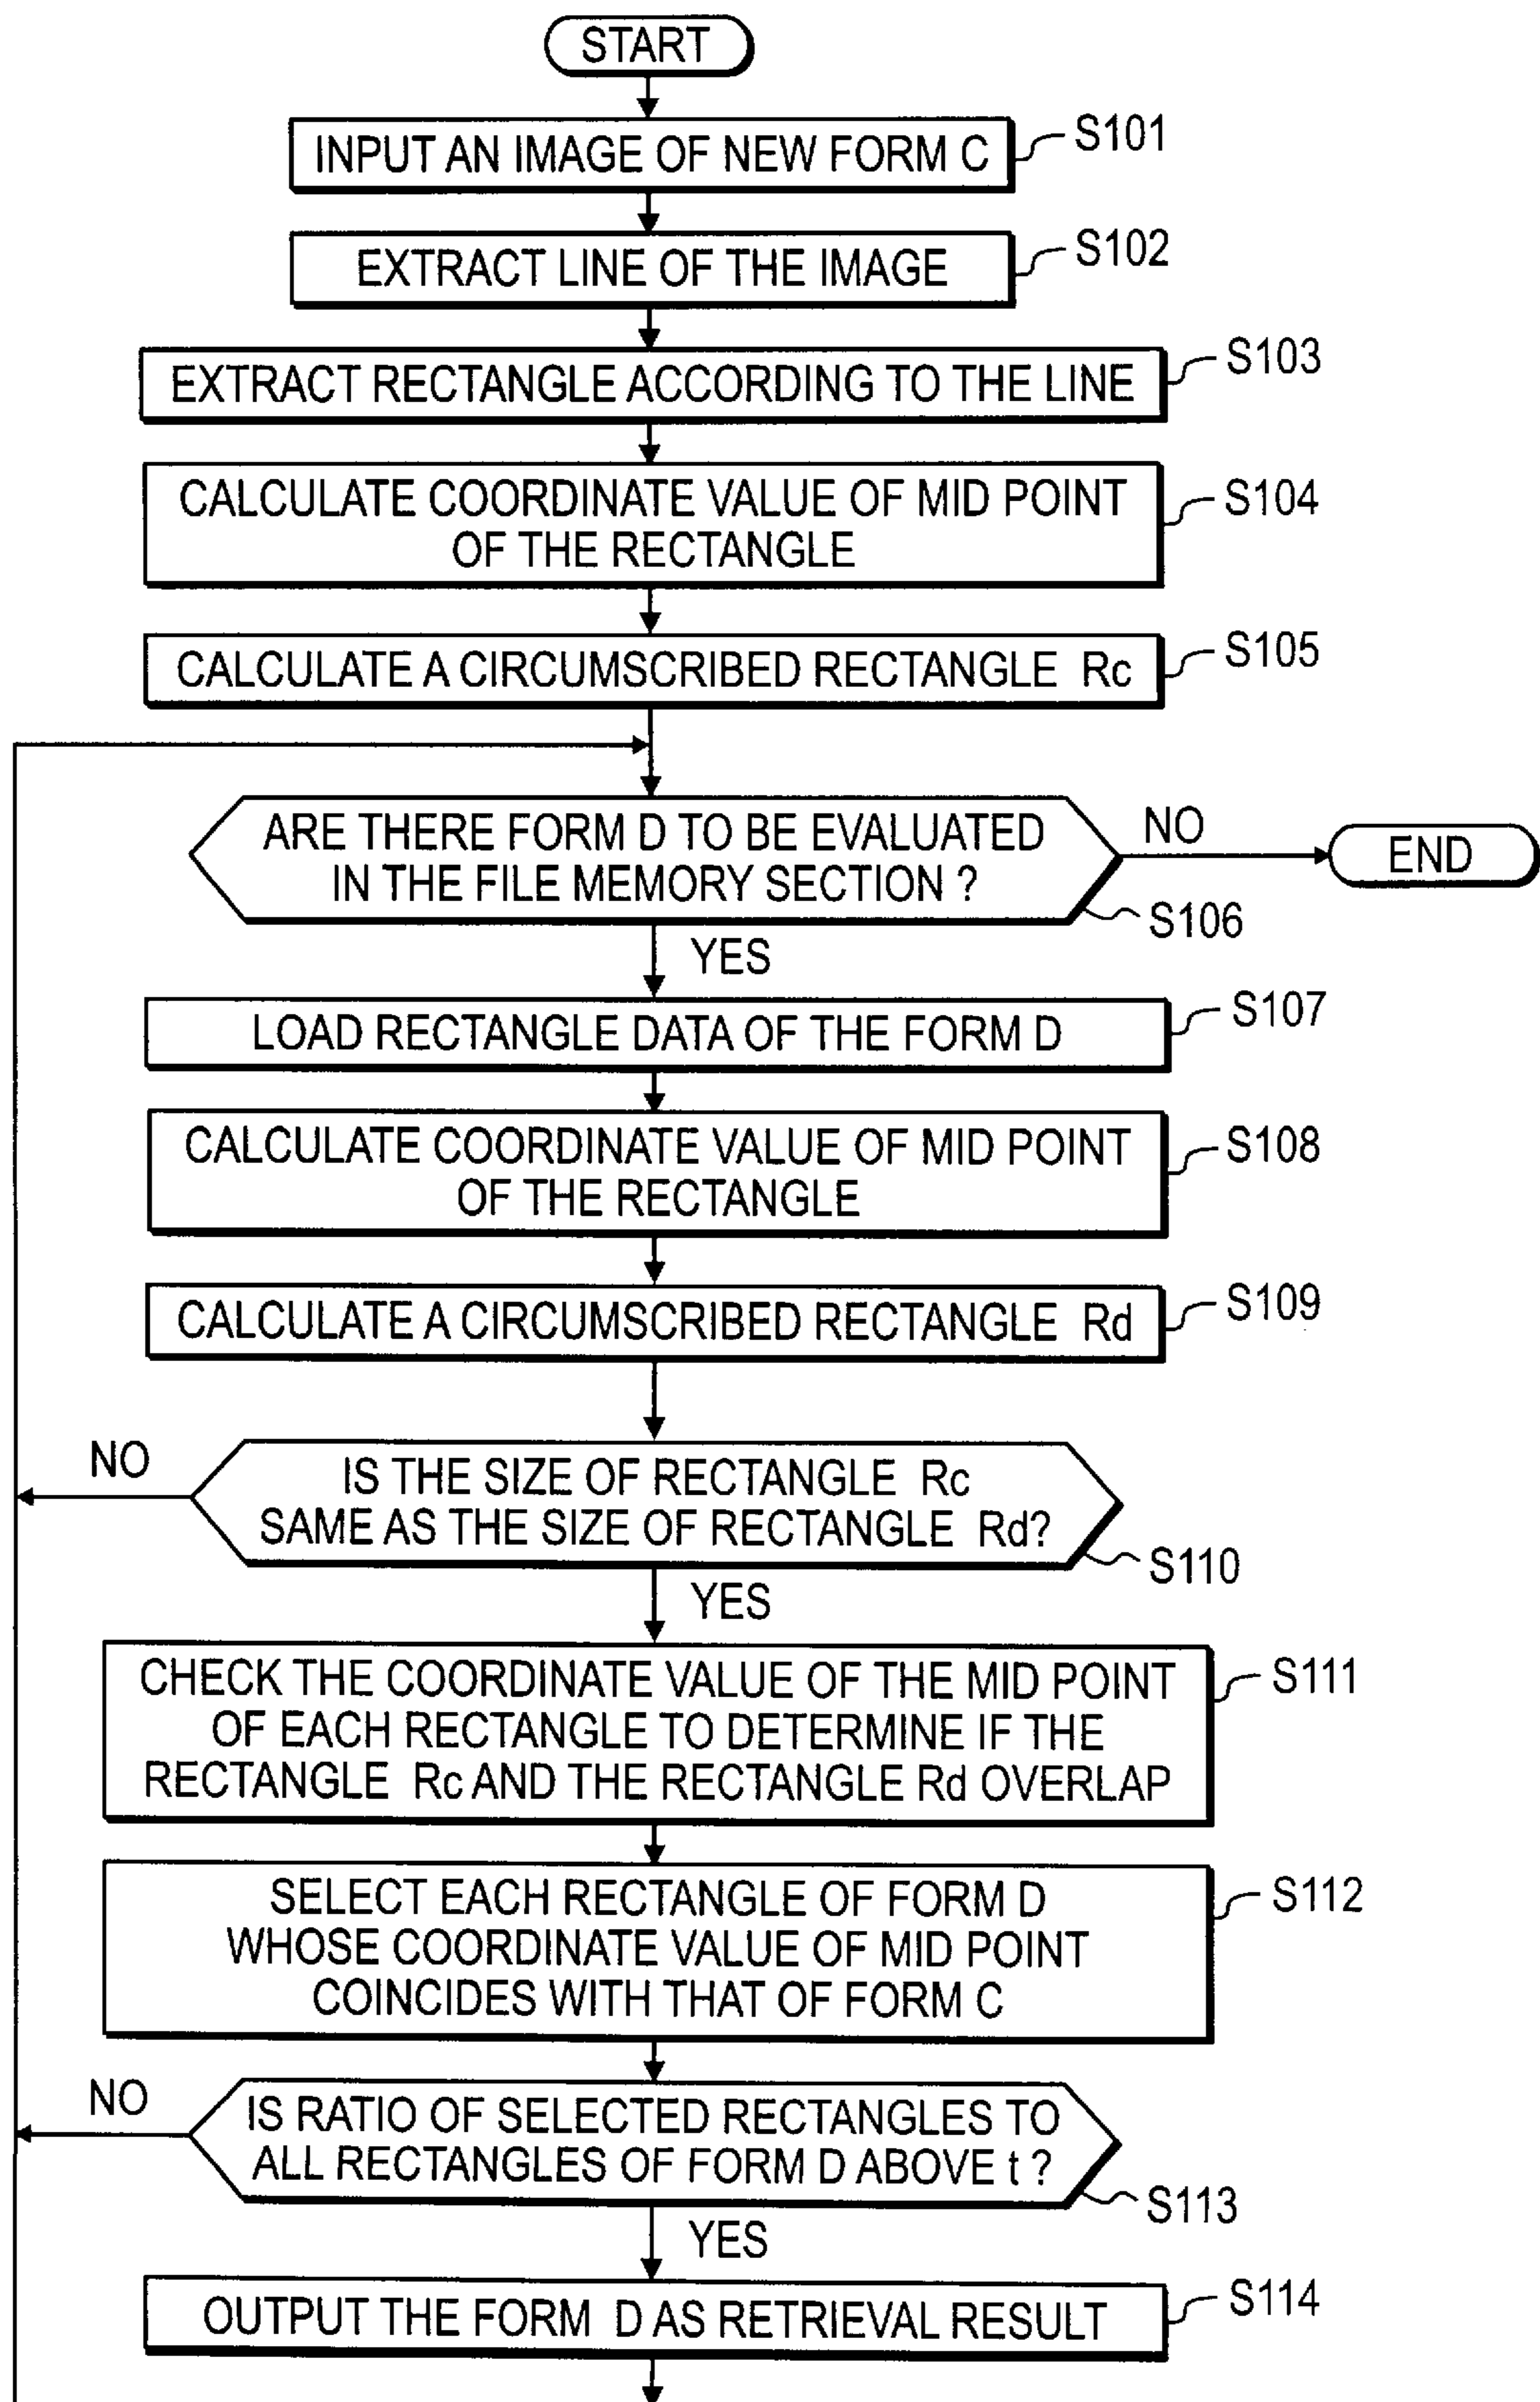 START
INPUT AN IMAGE OF NEW FORM C
S101
EXTRACT LINE OF THE IMAGE
S102
EXTRACT RECTANGLE ACCORDING TO THE LINE
S103
CALCULATE COORDINATE VALUE OF MID POINT
OF THE RECTANGLE
S104
CALCULATE A CIRCUMSCRIBED RECTANGLE Rc
S105
ARE THERE FORM D TO BE EVALUATED
IN THE FILE MEMORY SECTION ?
S106
NO
END
YES
LOAD RECTANGLE DATA OF THE FORM D
S107
CALCULATE COORDINATE VALUE OF MID POINT
OF THE RECTANGLE
S108
CALCULATE A CIRCUMSCRIBED RECTANGLE Rd
S109
NO
IS THE SIZE OF RECTANGLE Rc
SAME AS THE SIZE OF RECTANGLE Rd?
S110
YES
CHECK THE COORDINATE VALUE OF THE MID POINT
OF EACH RECTANGLE TO DETERMINE IF THE
RECTANGLE Rc AND THE RECTANGLE Rd OVERLAP
S111
SELECT EACH RECTANGLE OF FORM D
WHOSE COORDINATE VALUE OF MID POINT
COINCIDES WITH THAT OF FORM C
S112
NO
IS RATIO OF SELECTED RECTANGLES TO
ALL RECTANGLES OF FORM D ABOVE t ?
S113
YES
OUTPUT THE FORM D AS RETRIEVAL RESULT
S114